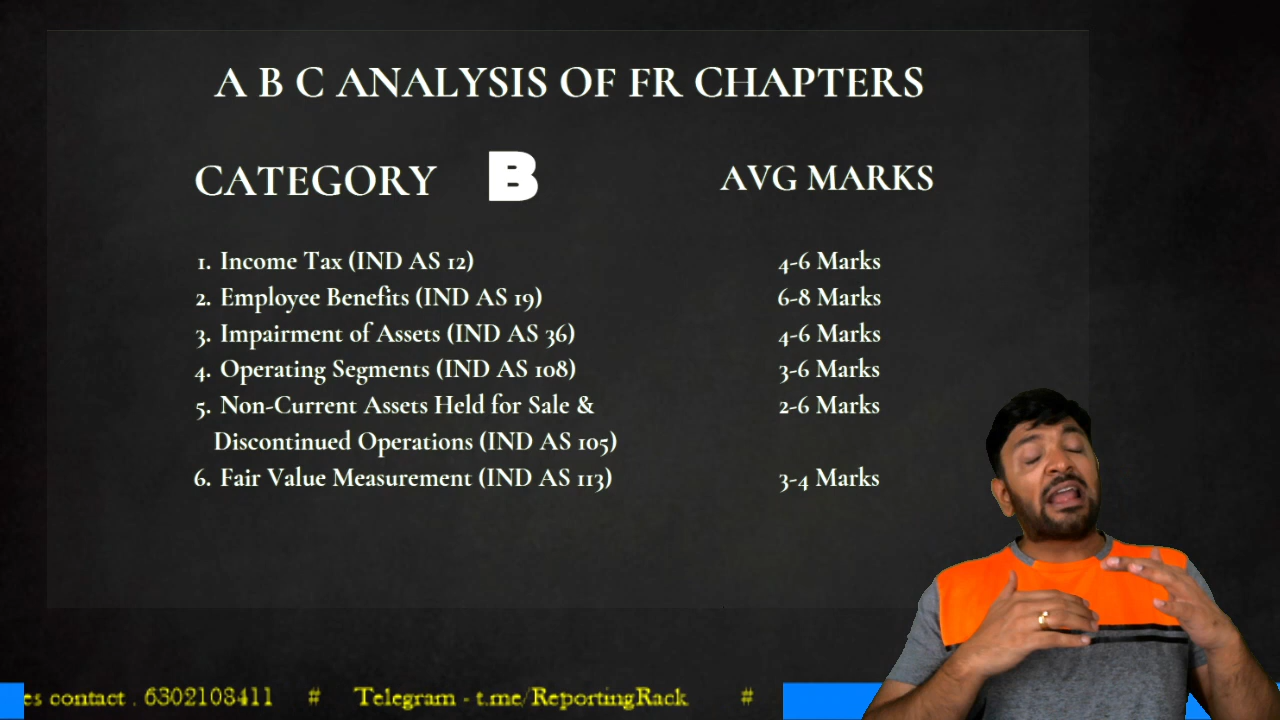 A B C ANALYSIS OF FR CHAPTERS
CATEGORY B AVG MARKS
1. Income Tax (IND AS 12) 4-6 Marks
2. Employee Benefits (IND AS 19) 6-8 Marks
3. Impairment of Assets (IND AS 36) 4-6 Marks
4. Operating Segments (IND AS 108) 3-6 Marks
5. Non-Current Assets Held for Sale & 2-6 Marks
Discontinued Operations (IND AS 105)
6. Fair Value Measurement (IND AS 113) 3-4 Marks
es contact . 6302108411 # Telegram - t.me/ReportingRack #